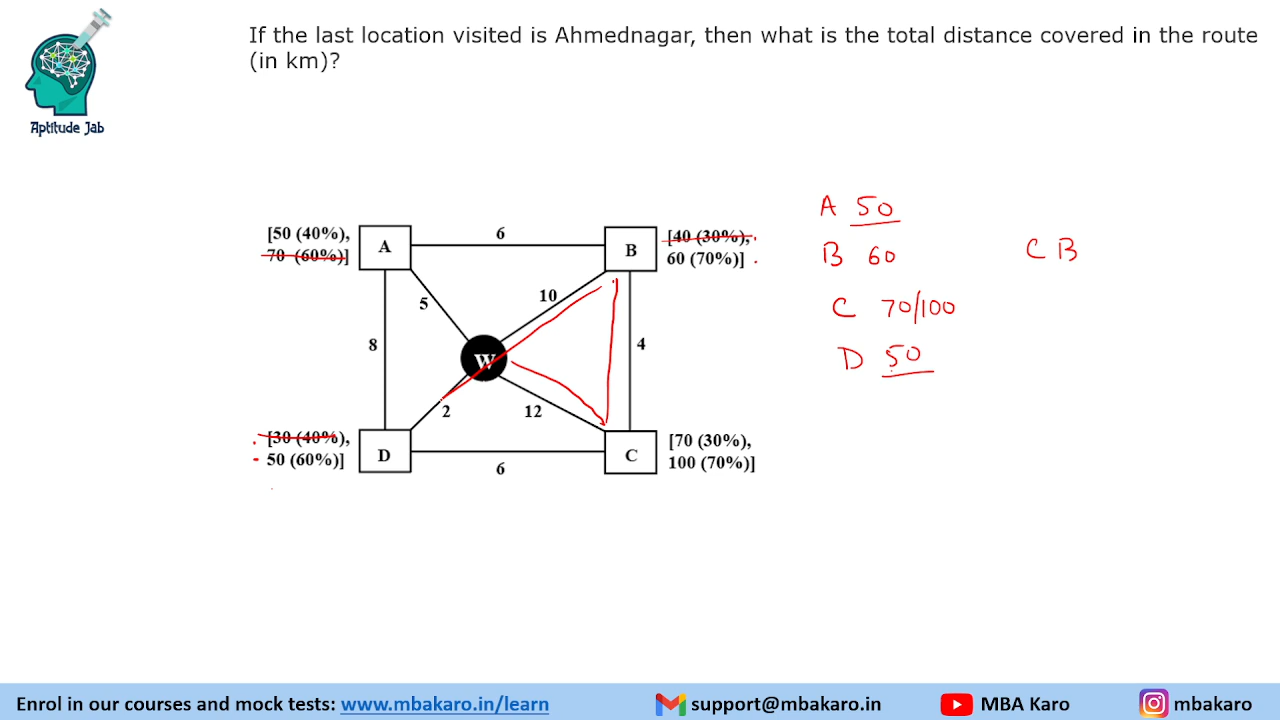 If the last location visited is Ahmednagar, then what is the total distance covered in the route
(in km)?
Aptitude Jab
A 50
[50 (40%),
70 (60%)]
A
6
B
[40 (30%),
60 (70%)]
B 60
C B
5
10
C 70/100
8
W
4
D 50
2
12
[30 (40%),
50 (60%)]
D
6
C
[70 (30%),
100 (70%)]
Enrol in our courses and mock tests: www.mbakaro.in/learn
support@mbakaro.in
MBA Karo
mbakaro